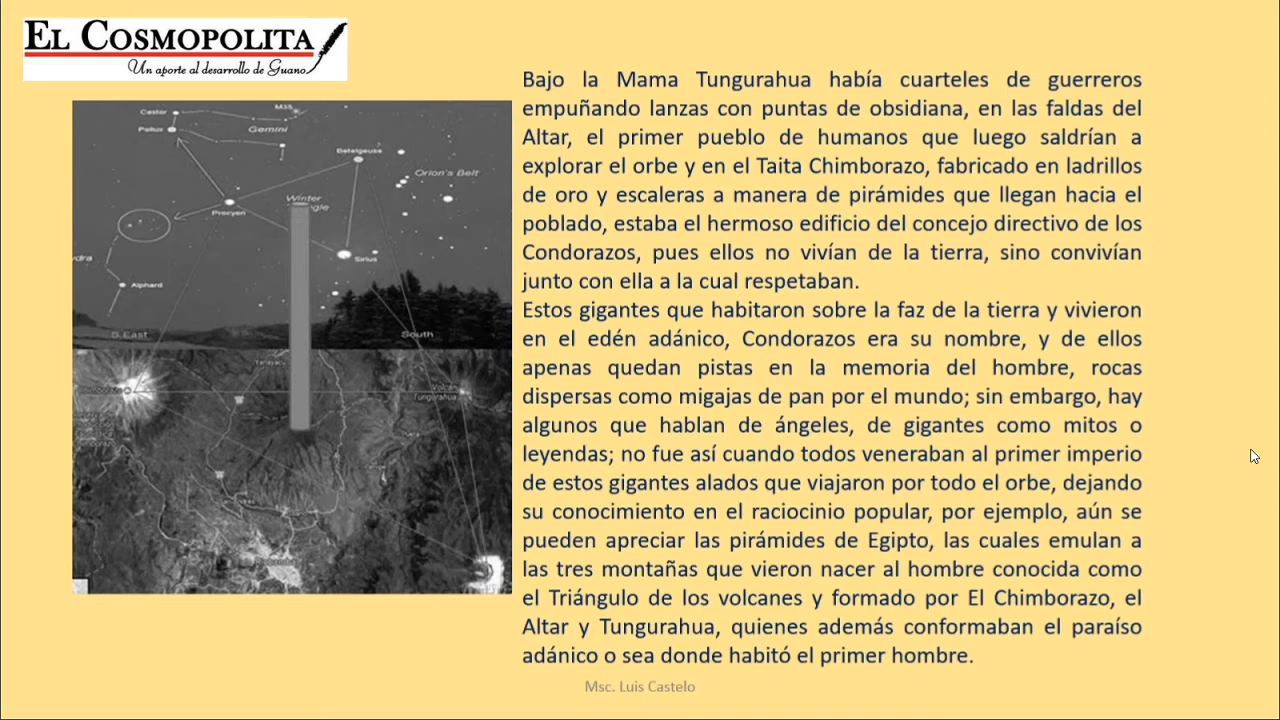 EL COSMOPOLITA
Un aporte al desarrollo de Guano
Castor
M35
Pollux
Gemini
Betelgeuse
Orion's Belt
Procyon
Winter
gle
Sirius
dra
Alphard
S. East
South
Volcán
Tungurahua
Bajo la Mama Tungurahua había cuarteles de guerreros
empuñando lanzas con puntas de obsidiana, en las faldas del
Altar, el primer pueblo de humanos que luego saldrían a
explorar el orbe y en el Taita Chimborazo, fabricado en ladrillos
de oro y escaleras a manera de pirámides que llegan hacia el
poblado, estaba el hermoso edificio del concejo directivo de los
Condorazos, pues ellos no vivían de la tierra, sino convivían
junto con ella a la cual respetaban.
Estos gigantes que habitaron sobre la faz de la tierra y vivieron
en el edén adánico, Condorazos era su nombre, y de ellos
apenas quedan pistas en la memoria del hombre, rocas
dispersas como migajas de pan por el mundo; sin embargo, hay
algunos que hablan de ángeles, de gigantes como mitos o
leyendas; no fue así cuando todos veneraban al primer imperio
de estos gigantes alados que viajaron por todo el orbe, dejando
su conocimiento en el raciocinio popular, por ejemplo, aún se
pueden apreciar las pirámides de Egipto, las cuales emulan a
las tres montañas que vieron nacer al hombre conocida como
el Triángulo de los volcanes y formado por El Chimborazo, el
Altar y Tungurahua, quienes además conformaban el paraíso
adánico o sea donde habitó el primer hombre.
Msc. Luis Castelo